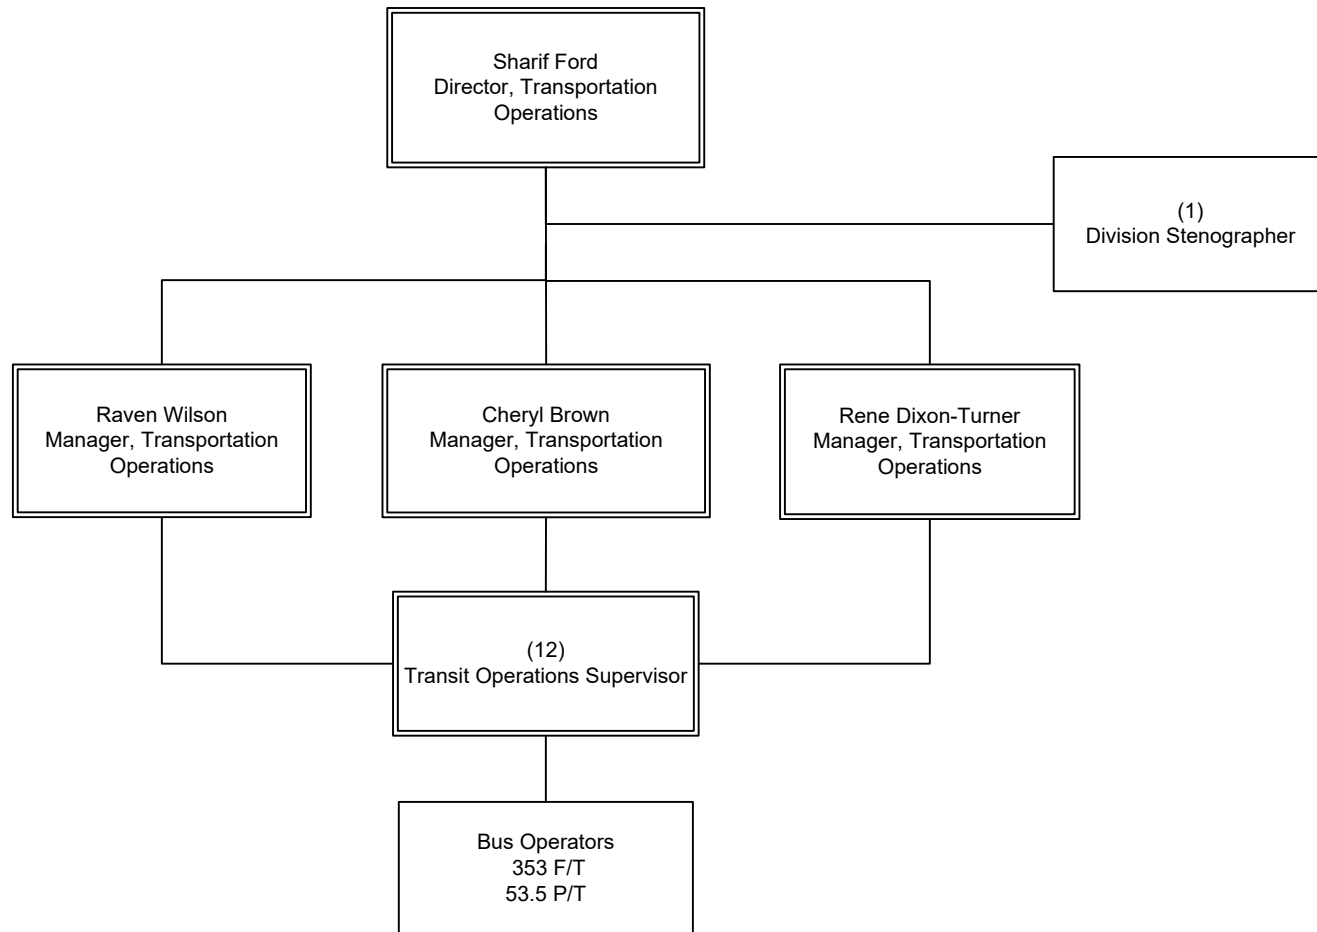 Sharif Ford
Director, Transportation
Operations
(1)
Division Stenographer
Raven Wilson
Manager, Transportation
Operations
Cheryl Brown
Manager, Transportation
Operations
Rene Dixon-Turner
Manager, Transportation
Operations
(12)
Transit Operations Supervisor
Bus Operators
353 F/T
53.5 P/T